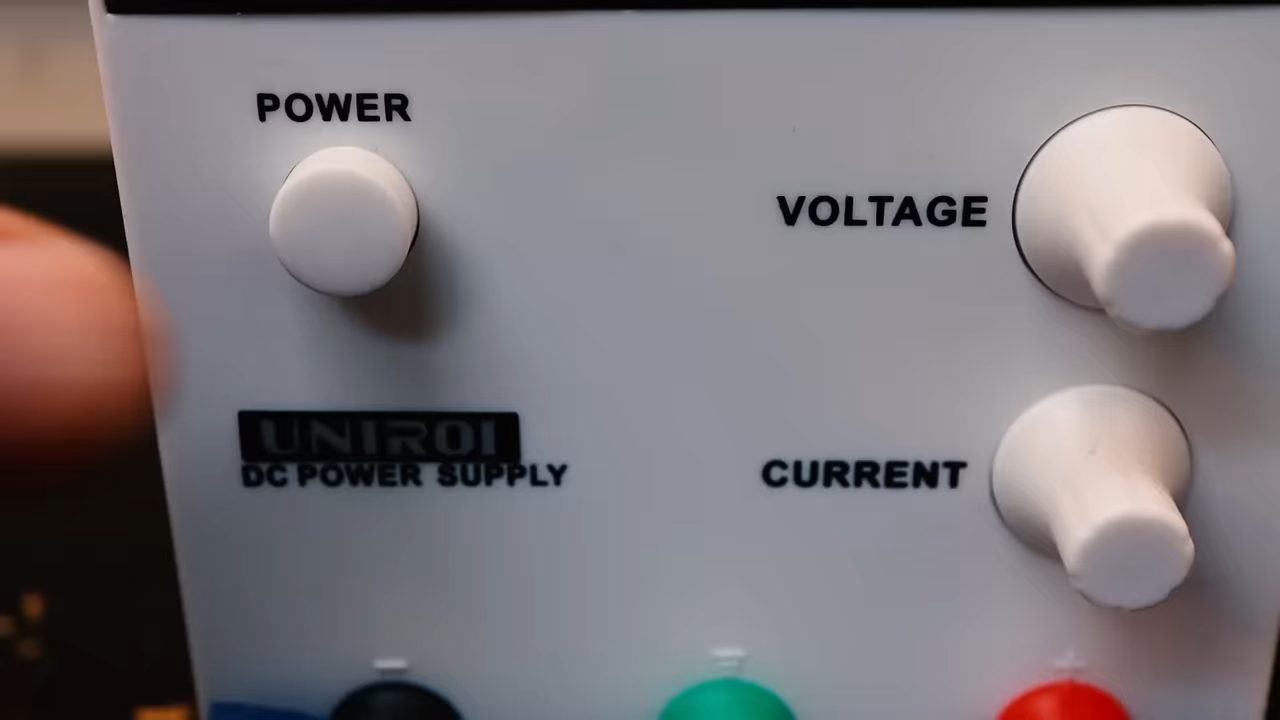 POWER
VOLTAGE
UNIROI
DC POWER SUPPLY
CURRENT